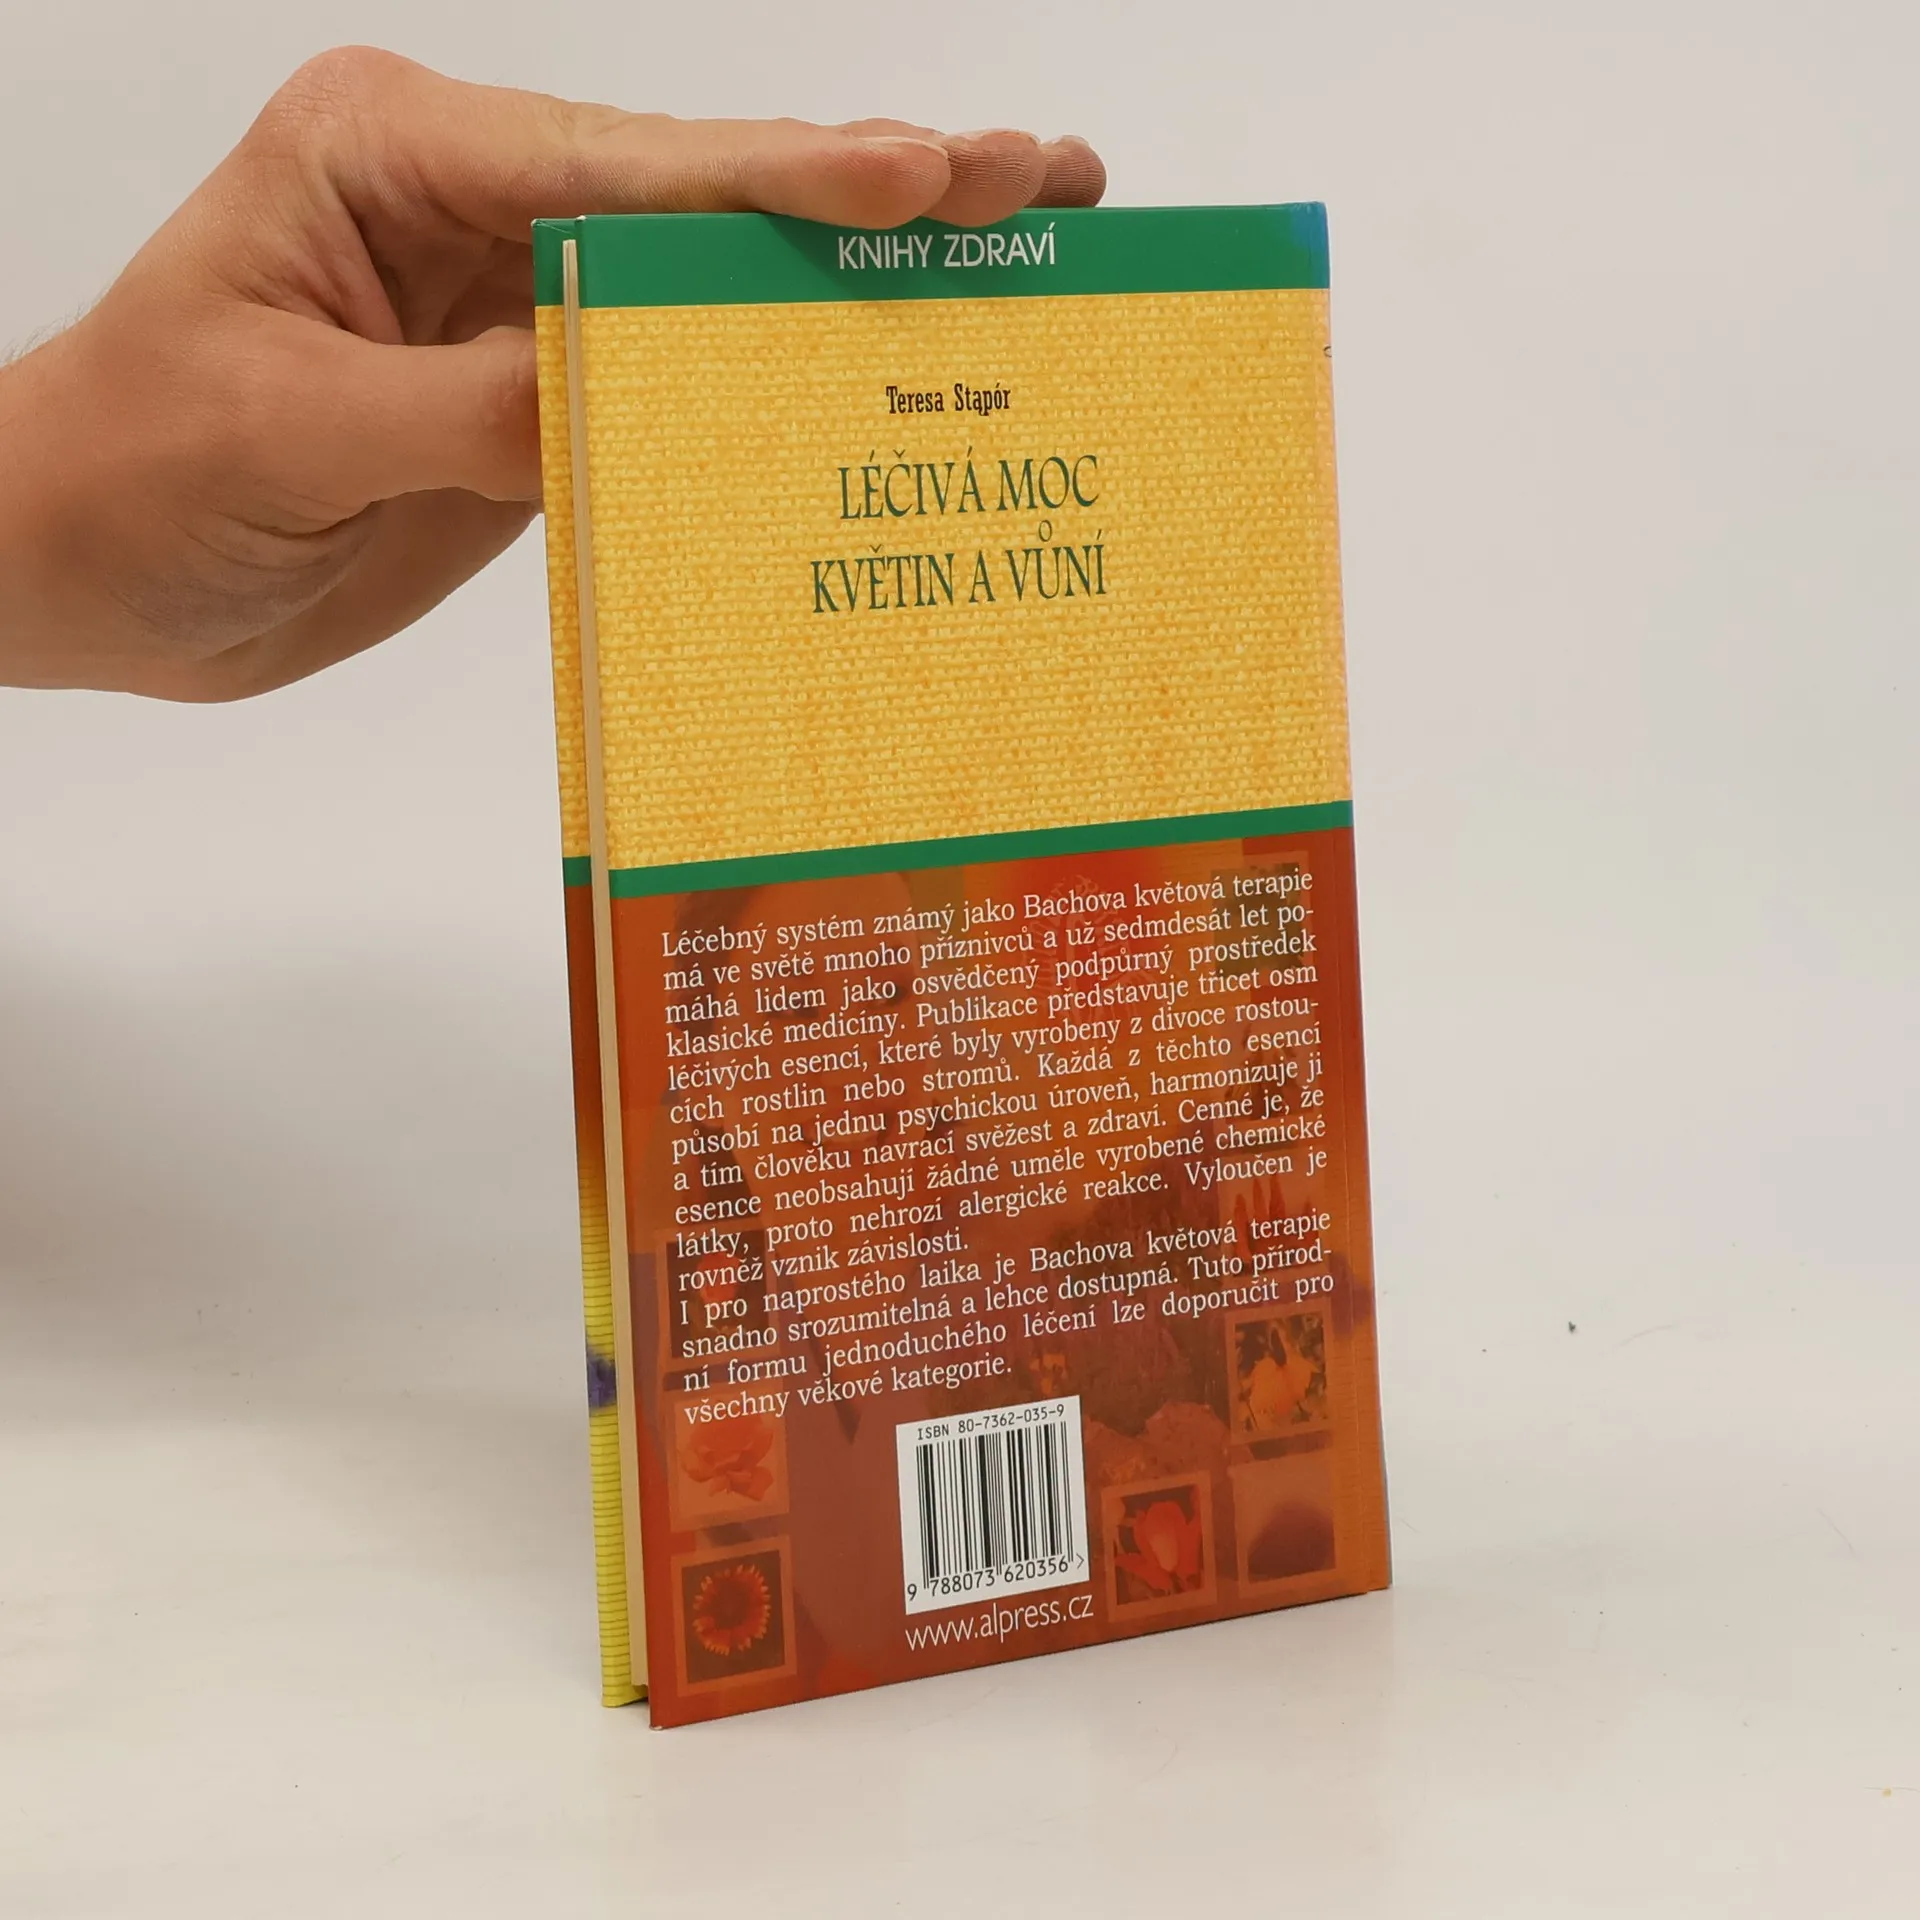 KNIHY ZDRAVÍ
Teresa Stąpór
LÉČIVÁ MOC
KVĚTIN A VŮNÍ
Léčebný systém známý jako Bachova květová terapie
má ve světě mnoho příznivců a už sedmdesát let po-
máhá lidem jako osvědčený podpůrný prostředek
klasické medicíny. Publikace představuje třicet osm
léčivých esencí, které byly vyrobeny z divoce rostou-
cích rostlin nebo stromů. Každá z těchto esencí
působí na jednu psychickou úroveň, harmonizuje ji
a tím člověku navrací svěžest a zdraví. Cenné je, že
esence neobsahují žádné uměle vyrobené chemické
látky, proto nehrozí alergické reakce. Vyloučen je
rovněž vznik závislosti.
I pro naprostého laika je Bachova květová terapie
snadno srozumitelná a lehce dostupná. Tuto přírod-
ní formu jednoduchého léčení lze doporučit pro
všechny věkové kategorie.
ISBN 80-7362-035-9
9 788073 620356 >
www.alpress.cz